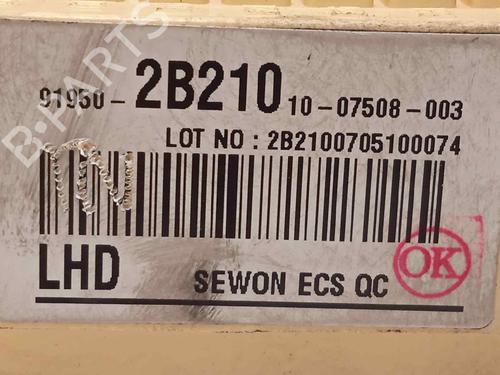 91950-2B210 10-07508-003
LOT NO : 2B2100705100074
LHD SEWON ECS QC
OK
B-PARTS